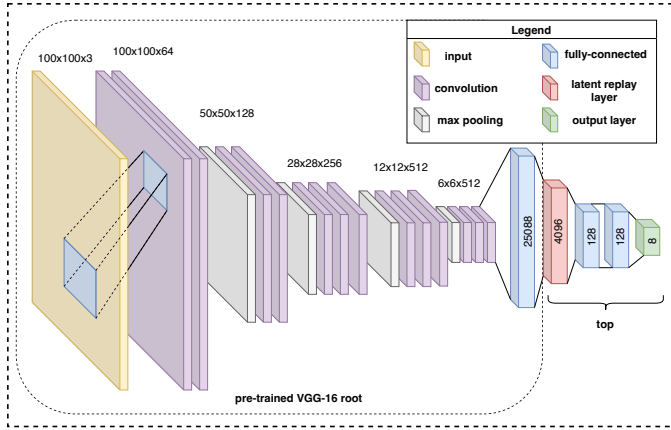 Legend
input
fully-connected
convolution
latent replay
layer
max pooling
output layer
100x100x3
100x100x64
50x50x128
28x28x256
12x12x512
6x6x512
25088
4096
128
128
8
top
pre-trained VGG-16 root